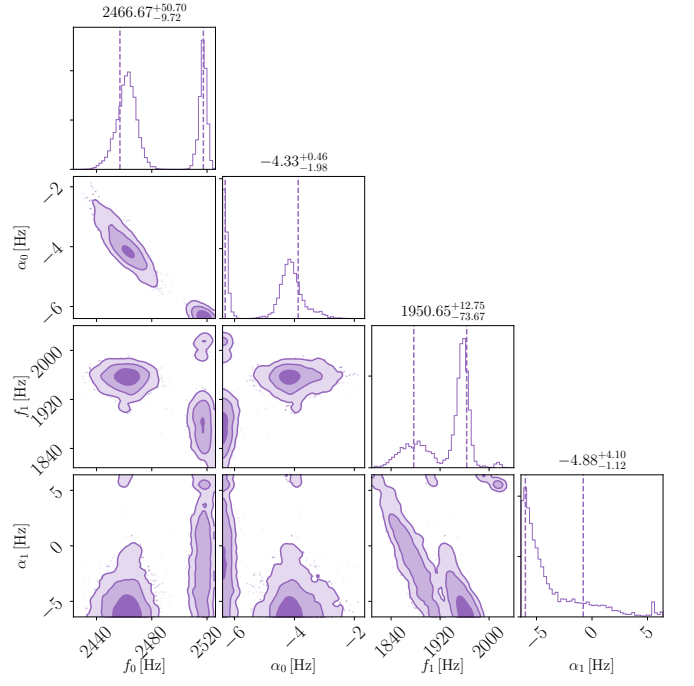 2466.67+50.70−9.72
−2
−4
−6
α0 [Hz]
−4.33+0.46−1.98
2000
1920
1840
f1 [Hz]
1950.65+12.75−73.67
5
0
−5
α1 [Hz]
−4.88+4.10−1.12
2440 2480 2520 −6 −4 −2 1840 1920 2000 −5 0 5
f0 [Hz] α0 [Hz] f1 [Hz] α1 [Hz]